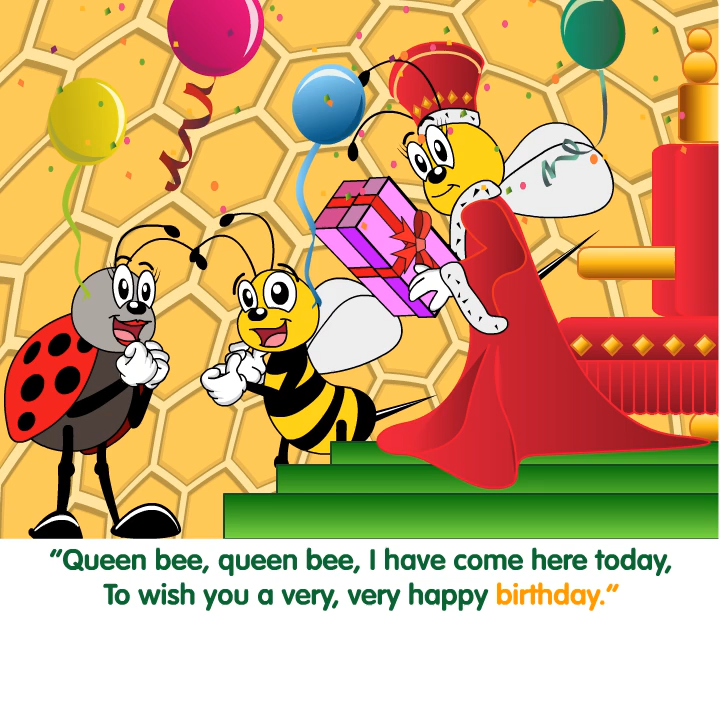 "Queen bee, queen bee, I have come here today,
To wish you a very, very happy birthday."